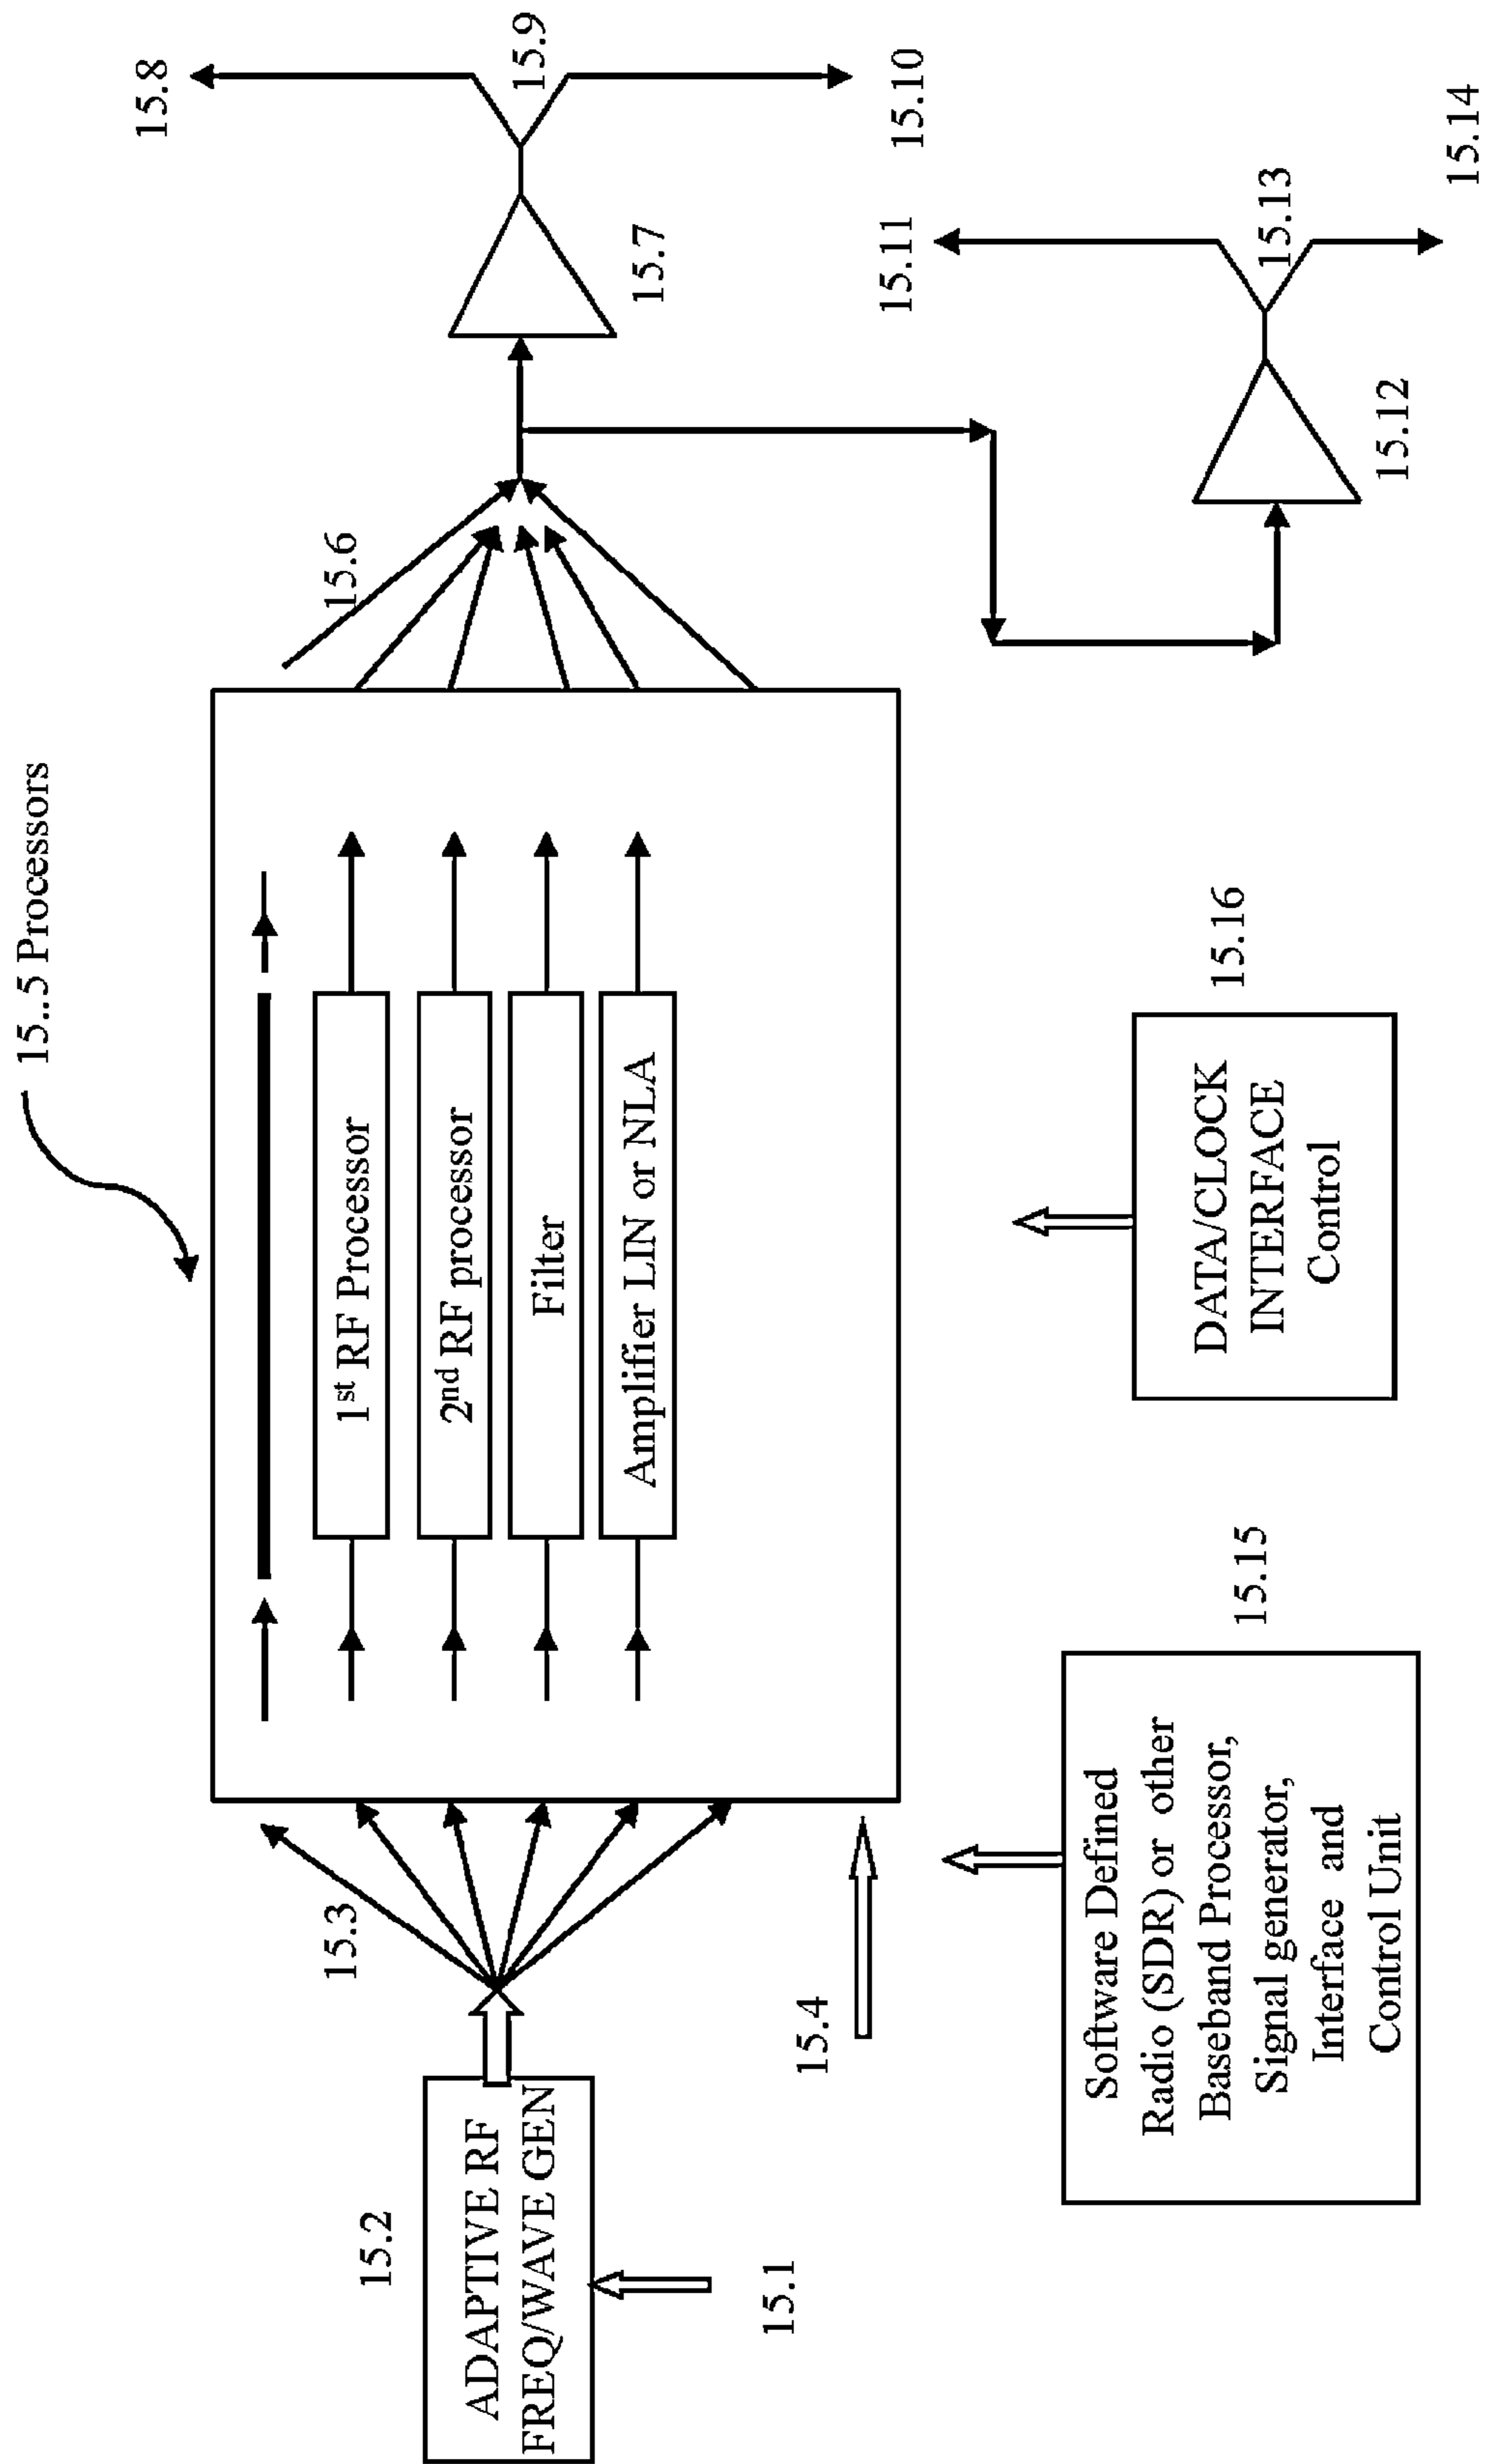 15..5 Processors
15.8
15.9
15.10
15.7
15.6
15.11
15.13
15.14
15.12
1st RF Processor
2nd RF processor
Filter
Amplifier LIN or NLA
15.3
15.2
ADAPTIVE RF
FREQ/WAVE GEN
15.1
15.4
15.15
Software Defined
Radio (SDR) or other
Baseband Processor,
Signal generator,
Interface and
Control Unit
15.16
DATA/CLOCK
INTERFACE
Control